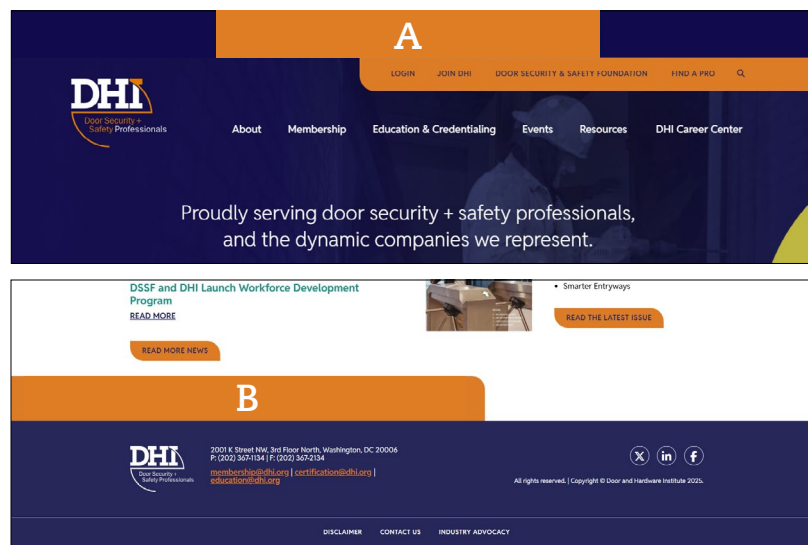 A
LOGIN JOIN DHI DOOR SECURITY & SAFETY FOUNDATION FIND A PRO
DHI
Door Security +
Safety Professionals
About Membership Education & Credentialing Events Resources DHI Career Center
Proudly serving door security + safety professionals,
and the dynamic companies we represent.
DSSF and DHI Launch Workforce Development
Program
READ MORE
READ MORE NEWS
• Smarter Entryways
READ THE LATEST ISSUE
B
DHI
Door Security +
Safety Professionals
2001 K Street NW, 3rd Floor North, Washington, DC 20006
P: (202) 367-1134 | F: (202) 367-2134
membership@dhi.org | certification@dhi.org |
education@dhi.org
X in f
All rights reserved. | Copyright © Door and Hardware Institute 2025.
DISCLAIMER CONTACT US INDUSTRY ADVOCACY